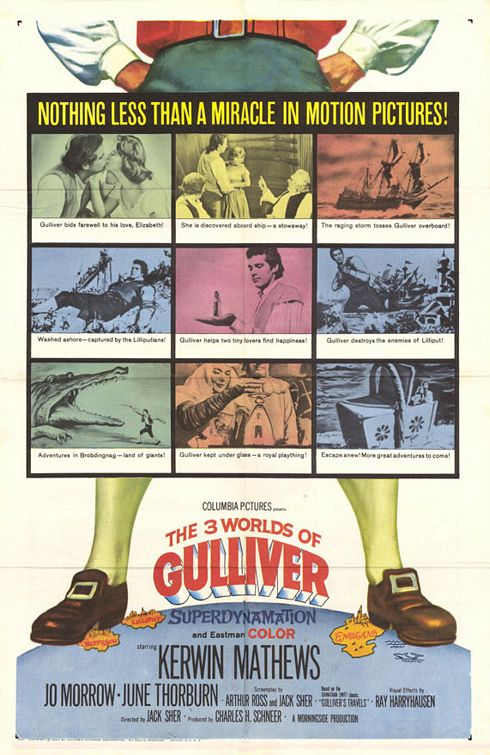 NOTHING LESS THAN A MIRACLE IN MOTION PICTURES!
Gulliver bids farewell to his love, Elizabeth!
She is discovered aboard ship—a stowaway!
The raging storm tosses Gulliver overboard!
Washed ashore—captured by the Lilliputians!
Gulliver helps two tiny lovers find happiness!
Gulliver destroys the enemies of Lilliput!
Adventures in Brobdingnag—land of giants!
Gulliver kept under glass—a royal plaything!
Escape anew! More great adventures to come!
COLUMBIA PICTURES presents
THE 3 WORLDS OF
GULLIVER
LILLIPUT
BLEFUSCU
ENGLAND
SUPERDYNAMATION
and Eastman COLOR
starring
KERWIN MATHEWS
JO MORROW · JUNE THORBURN
Screenplay by
ARTHUR ROSS and JACK SHER
Based on the
JONATHAN SWIFT classic
"GULLIVER'S TRAVELS"
Visual Effects by
RAY HARRYHAUSEN
Directed by JACK SHER · Produced by CHARLES H. SCHNEER · A MORNINGSIDE PRODUCTION